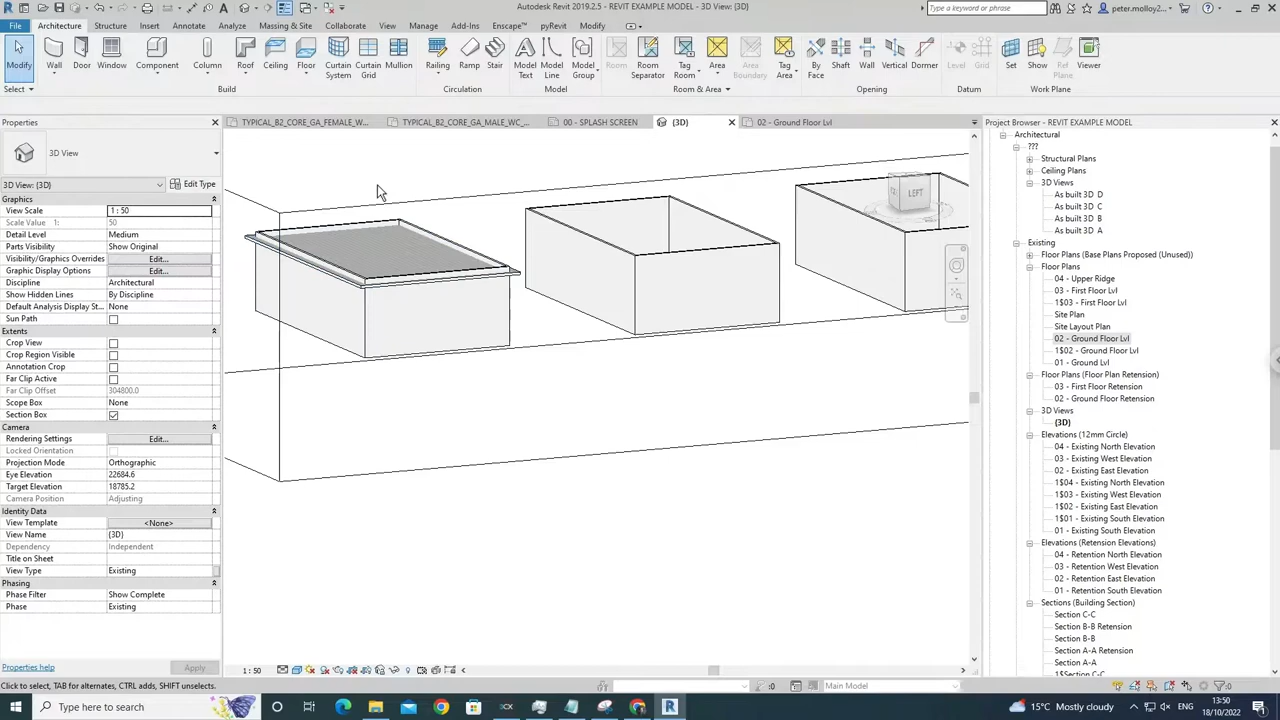 Autodesk Revit 2019.2.5 - REVIT EXAMPLE MODEL - 3D View: {3D}
Type a keyword or phrase
peter.molloy2...
File Architecture Structure Steel Systems Insert Annotate Analyze Massing & Site Collaborate View Manage Add-Ins Enscape™ myRevit Modify
Modify Wall Door Window Component Column Roof Ceiling Floor Curtain System Curtain Grid Mullion Railing Ramp Stair Model Text Model Line Model Group Room Room Separator Tag Room Area Area Boundary Tag Area By Face Shaft Wall Vertical Dormer Level Grid Set Show Ref Plane Viewer
Select Build Circulation Model Room & Area Opening Datum Work Plane
Properties
TYPICAL_B2_CORE_GA_FEMALE_W...
TYPICAL_B2_CORE_GA_MALE_WC_...
00 - SPLASH SCREEN
{3D}
02 - Ground Floor Lvl
Project Browser - REVIT EXAMPLE MODEL
3D View
3D View: {3D}
Edit Type
Graphics
View Scale 1 : 50
Scale Value 1: 50
Detail Level Medium
Parts Visibility Show Original
Visibility/Graphics Overrides Edit...
Graphic Display Options Edit...
Discipline Architectural
Show Hidden Lines By Discipline
Default Analysis Display St... None
Sun Path
Extents
Crop View
Crop Region Visible
Annotation Crop
Far Clip Active
Far Clip Offset 304800.0
Scope Box None
Section Box
Camera
Rendering Settings Edit...
Locked Orientation
Projection Mode Orthographic
Eye Elevation 22684.6
Target Elevation 18785.2
Camera Position Adjusting
Identity Data
View Template <None>
View Name {3D}
Dependency Independent
Title on Sheet
View Type Existing
Phasing
Phase Filter Show Complete
Phase Existing
Properties help
Apply
LEFT
Architectural
???
Structural Plans
Ceiling Plans
3D Views
As built 3D D
As built 3D C
As built 3D B
As built 3D A
Existing
Floor Plans (Base Plans Proposed (Unused))
Floor Plans
04 - Upper Ridge
03 - First Floor Lvl
1$03 - First Floor Lvl
Site Plan
Site Layout Plan
02 - Ground Floor Lvl
1$02 - Ground Floor Lvl
01 - Ground Lvl
Floor Plans (Floor Plan Retension)
03 - First Floor Retension
02 - Ground Floor Retension
3D Views
{3D}
Elevations (12mm Circle)
04 - Existing North Elevation
03 - Existing West Elevation
02 - Existing East Elevation
1$04 - Existing North Elevation
1$03 - Existing West Elevation
1$02 - Existing East Elevation
1$01 - Existing South Elevation
01 - Existing South Elevation
Elevations (Retension Elevations)
04 - Retension North Elevation
03 - Retension West Elevation
02 - Retension East Elevation
01 - Retension South Elevation
Sections (Building Section)
Section C-C
Section B-B Retension
Section B-B
Section A-A Retension
Section A-A
1$Section C-C
1 : 50
Click to select, TAB for alternates, CTRL adds, SHIFT unselects.
:0
Main Model
:0
Type here to search
15°C Mostly cloudy
13:50
18/10/2022